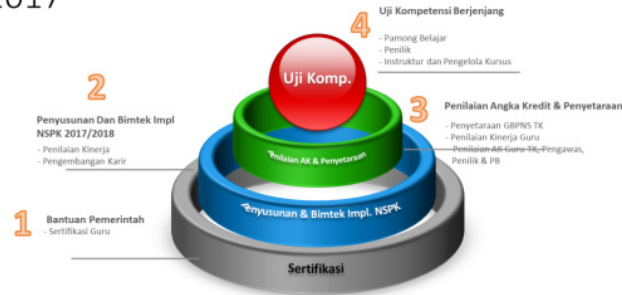 2017
4
Uji Kompetensi Berjenjang
- Pamong Belajar
- Penilik
- Instruktur dan Pengelola Kursus
Uji Komp.
2
Penyusunan Dan Bimtek Impl
NSPK 2017/2018
- Penilaian Kinerja
- Pengembangan Karir
3
Penilaian Angka Kredit & Penyetaraan
- Penyetaraan GBPNS TK
- Penilaian Kinerja Guru
- Penilaian AK Guru TK, Pengawas,
Penilik & PB
Penilaian AK & Penyetaraan
Penyusunan & Bimtek Impl. NSPK
1
Bantuan Pemerintah
- Sertifikasi Guru
Sertifikasi